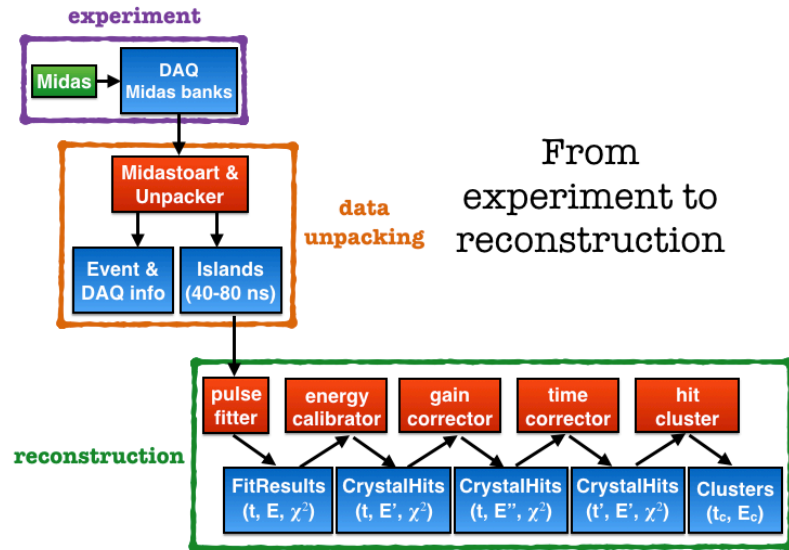 experiment
Midas
DAQ
Midas banks
Midastoart &
Unpacker
data
unpacking
Event &
DAQ info
Islands
(40-80 ns)
From
experiment to
reconstruction
reconstruction
pulse
fitter
energy
calibrator
gain
corrector
time
corrector
hit
cluster
FitResults
(t, E, χ²)
CrystalHits
(t, E', χ²)
CrystalHits
(t, E'', χ²)
CrystalHits
(t', E', χ²)
Clusters
(t_c, E_c)